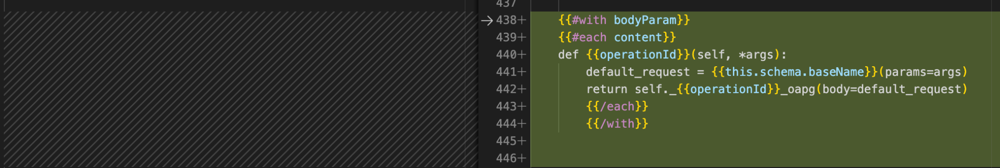 437
→ 438+ {{#with bodyParam}}
439+ {{#each content}}
440+ def {{operationId}}(self, *args):
441+ default_request = {{this.schema.baseName}}(params=args)
442+ return self._{{operationId}}_oapg(body=default_request)
443+ {{/each}}
444+ {{/with}}
445+
446+